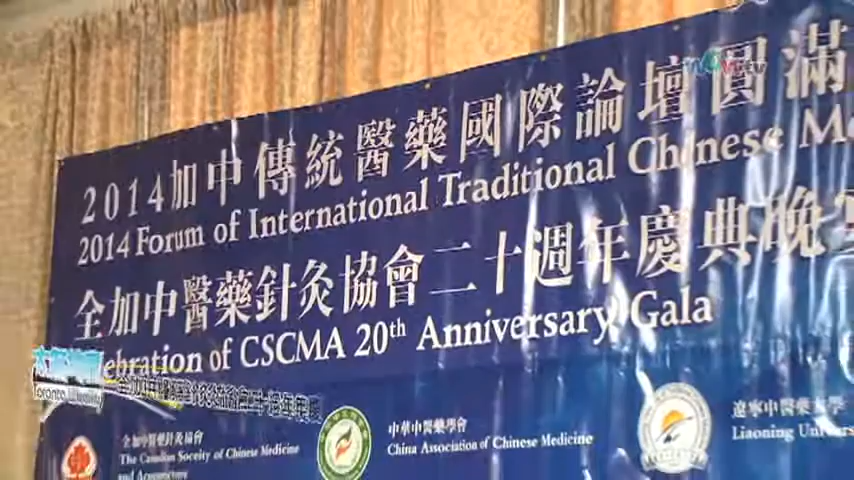 WOWtv
2014加中傳統醫藥國際論壇圓滿
2014 Forum of International Traditional Chinese Me
全加中醫藥針灸協會二十週年慶典晚
ebration of CSCMA 20th Anniversary Gala
Toronto Weekly
全加中醫藥針灸協會
The Canadian Society of Chinese Medicine
and Acupuncture
中華中醫藥學會
China Association of Chinese Medicine
遼寧中醫藥大學
Liaoning Univers